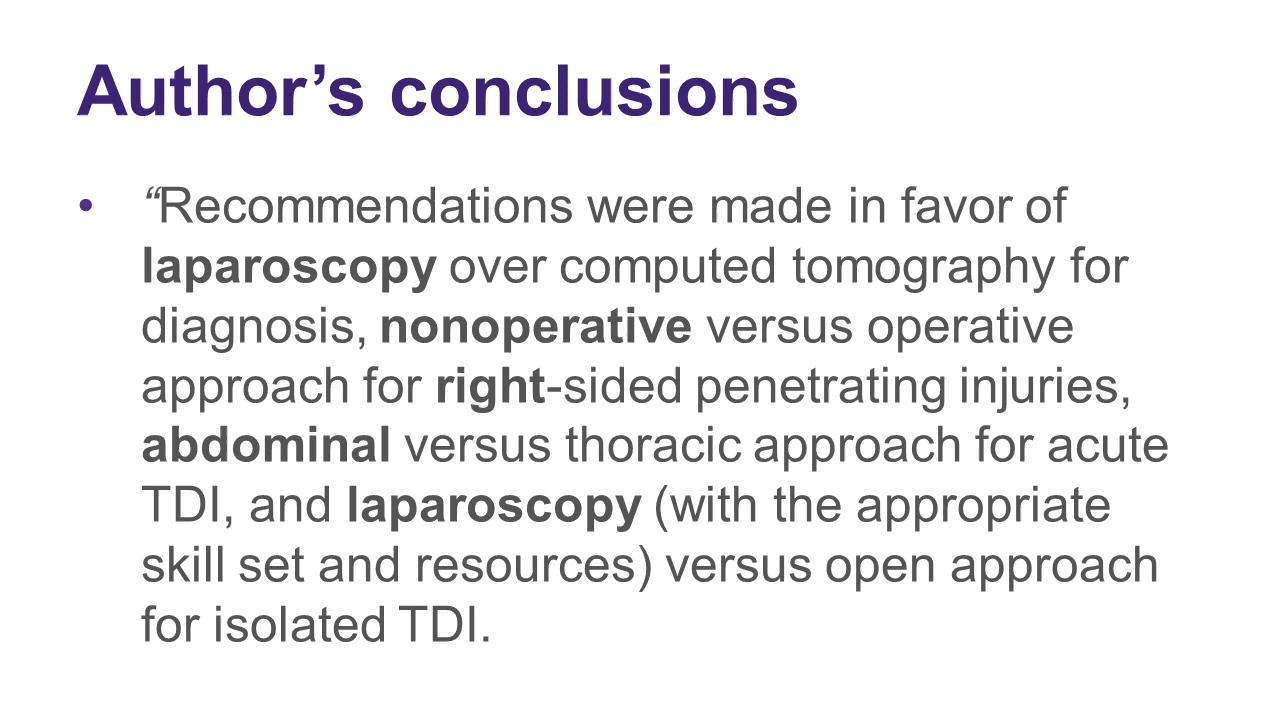 Author’s conclusions
• “Recommendations were made in favor of
laparoscopy over computed tomography for
diagnosis, nonoperative versus operative
approach for right-sided penetrating injuries,
abdominal versus thoracic approach for acute
TDI, and laparoscopy (with the appropriate
skill set and resources) versus open approach
for isolated TDI.